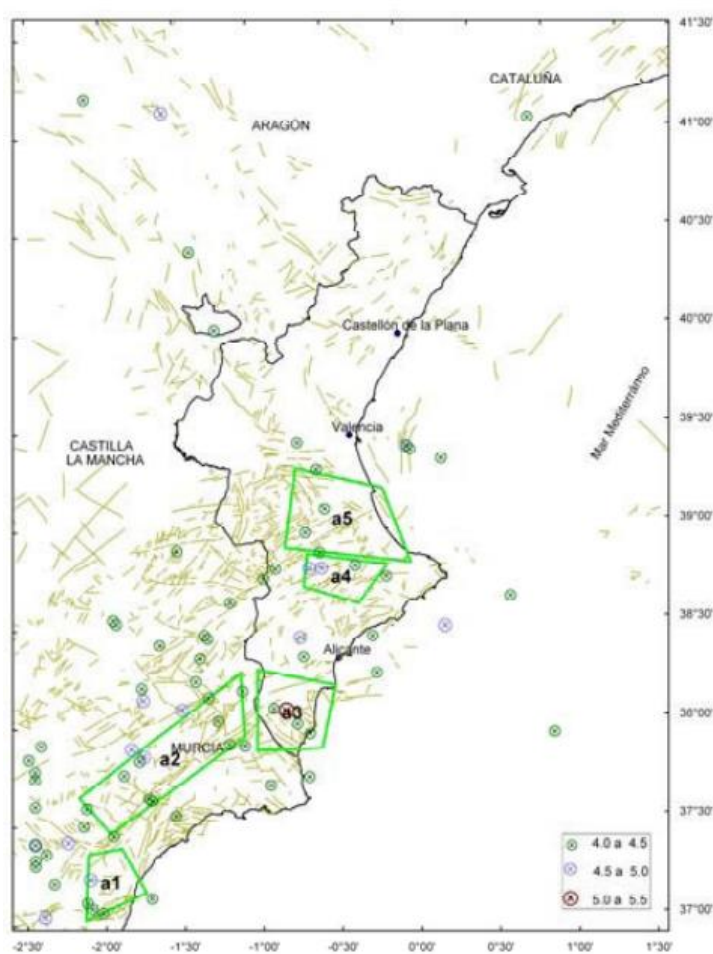 41°30'
CATALUÑA
ARAGÓN
41°00'
40°30'
40°00'
Castellón de la Plana
Mar Mediterrámo
39°30'
Valencia
CASTILLA
LA MANCHA
a5
39°00'
a4
38°30'
Alicante
a3
36°00'
a2
MURCIA
37°30'
4.0 a 4.5
4.5 a 5.0
5.0 a 5.5
a1
37°00'
-2°30' -2°00' -1°30' -1°00' -0°30' 0°00' 0°30' 1°00' 1°30'